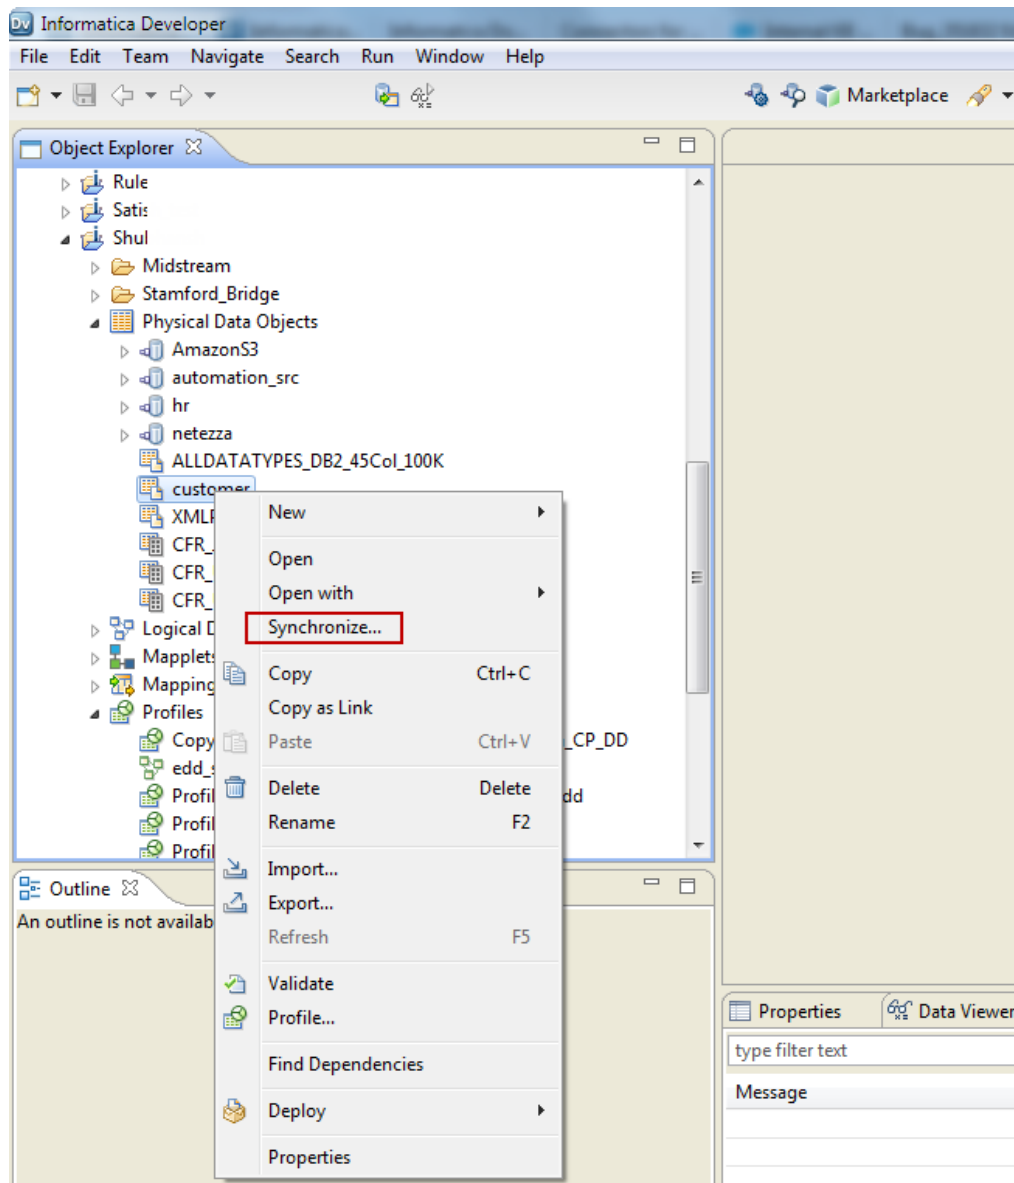 Dv Informatica Developer
File Edit Team Navigate Search Run Window Help
Marketplace
Object Explorer
Rule
Satis
Shul
Midstream
Stamford_Bridge
Physical Data Objects
AmazonS3
automation_src
hr
netezza
ALLDATATYPES_DB2_45Col_100K
customer
XMLP
CFR_
CFR_
CFR_
Logical D
Mapplets
Mapping
Profiles
Copy _CP_DD
edd_s
Profil dd
Profil
Profil
New
Open
Open with
Synchronize...
Copy Ctrl+C
Copy as Link
Paste Ctrl+V
Delete Delete
Rename F2
Import...
Export...
Refresh F5
Validate
Profile...
Find Dependencies
Deploy
Properties
Outline
An outline is not availab
Properties Data Viewer
type filter text
Message